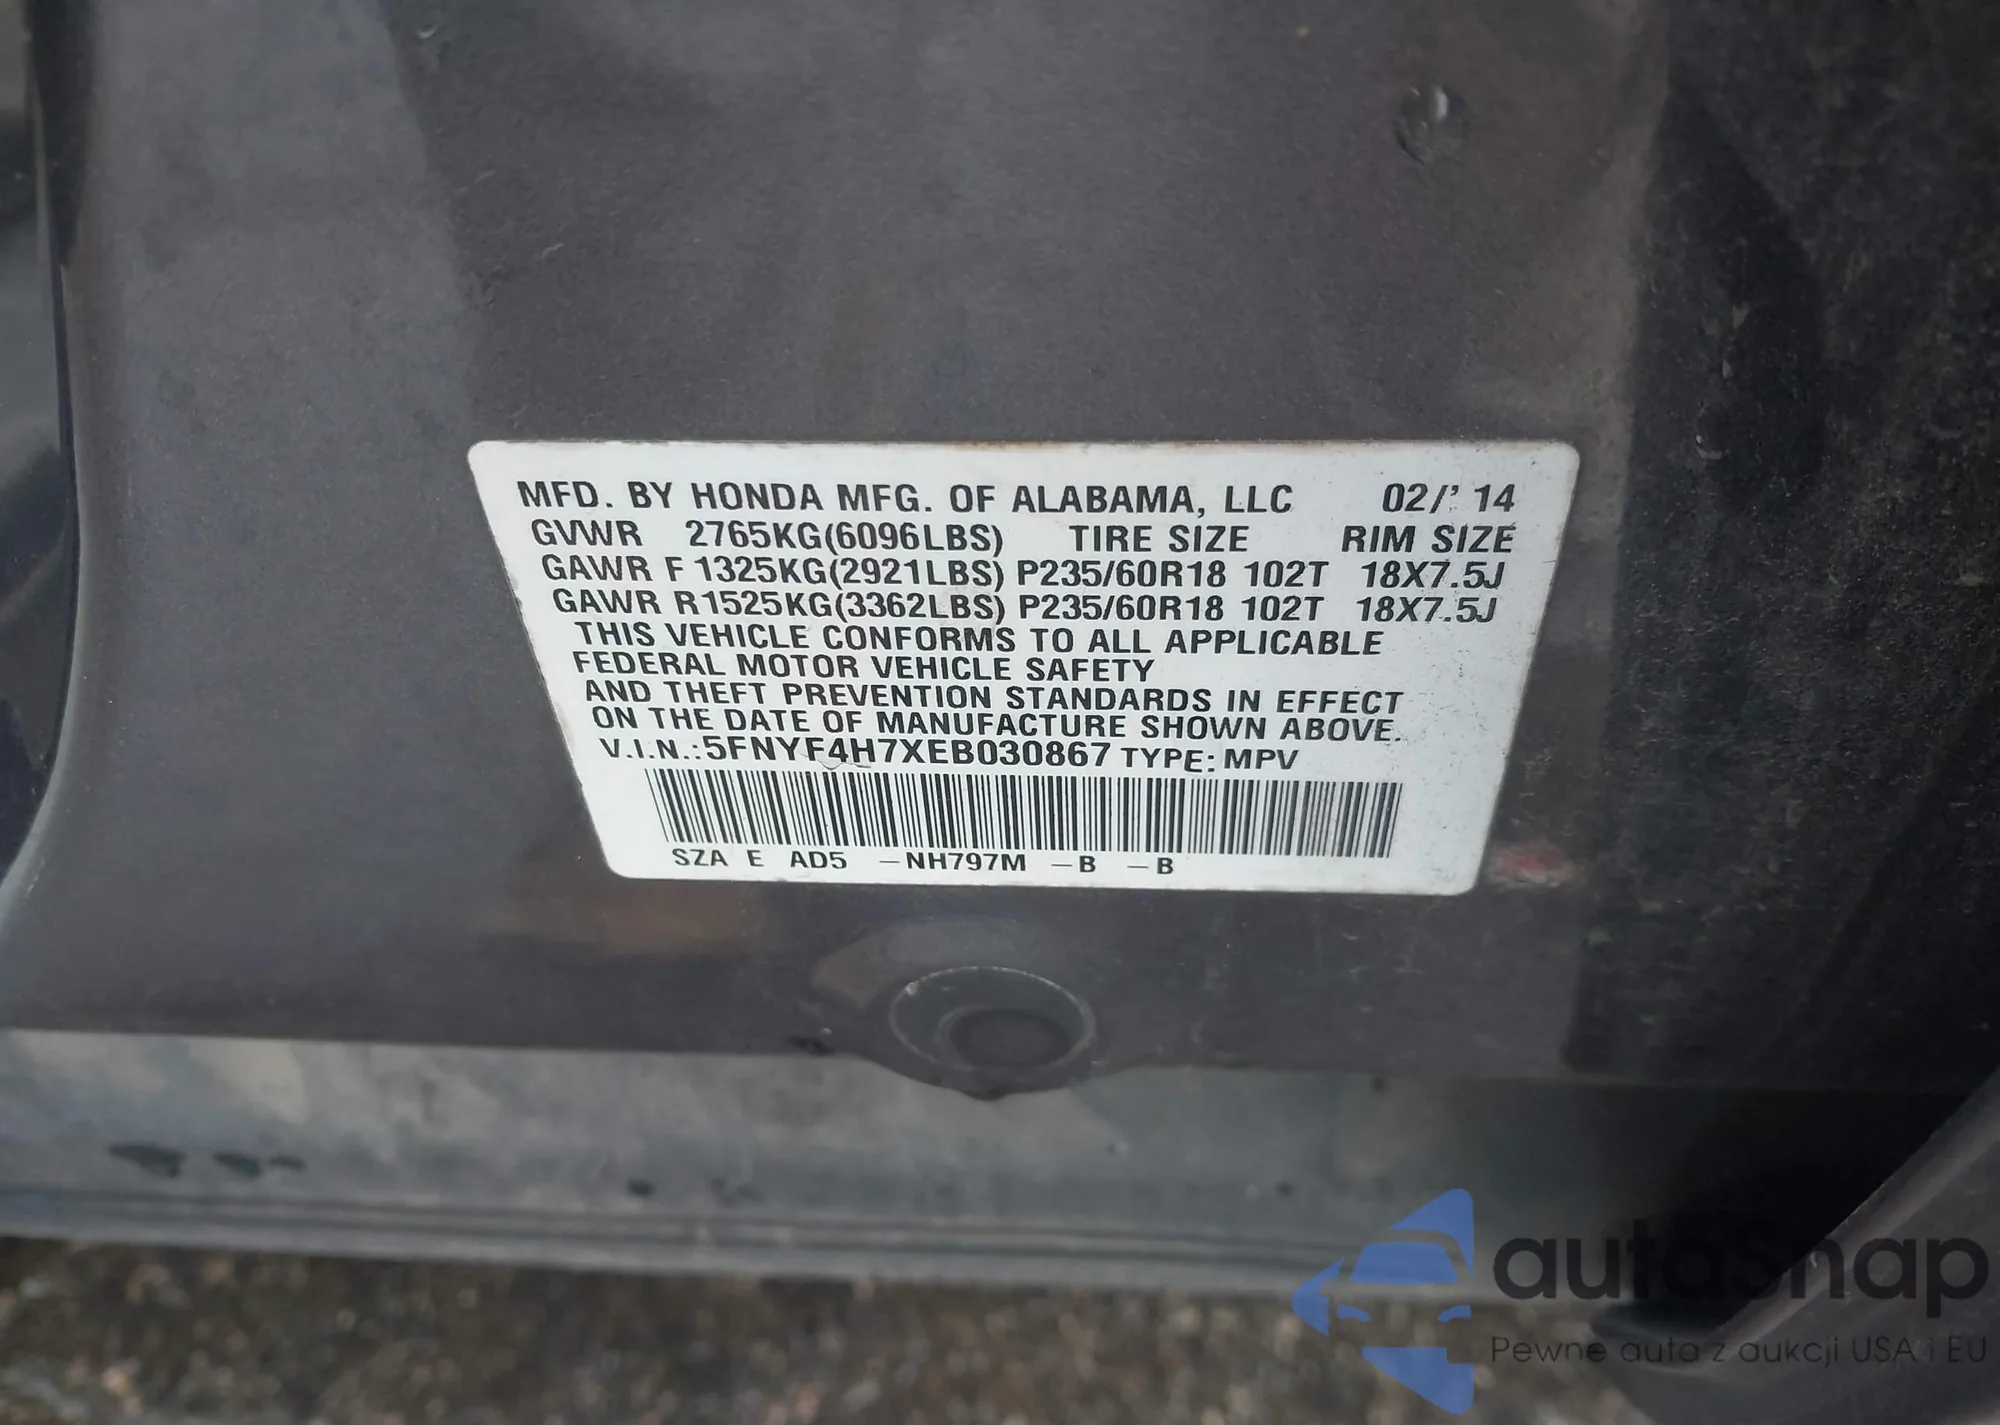 MFD. BY HONDA MFG. OF ALABAMA, LLC 02/' 14
GVWR 2765KG(6096LBS) TIRE SIZE RIM SIZE
GAWR F 1325KG(2921LBS) P235/60R18 102T 18X7.5J
GAWR R1525KG(3362LBS) P235/60R18 102T 18X7.5J
THIS VEHICLE CONFORMS TO ALL APPLICABLE
FEDERAL MOTOR VEHICLE SAFETY
AND THEFT PREVENTION STANDARDS IN EFFECT
ON THE DATE OF MANUFACTURE SHOWN ABOVE.
V.I.N.:5FNYF4H7XEB030867 TYPE: MPV
SZA E AD5 -NH797M -B -B
autasnap
Pewne auta z aukcji USA i EU